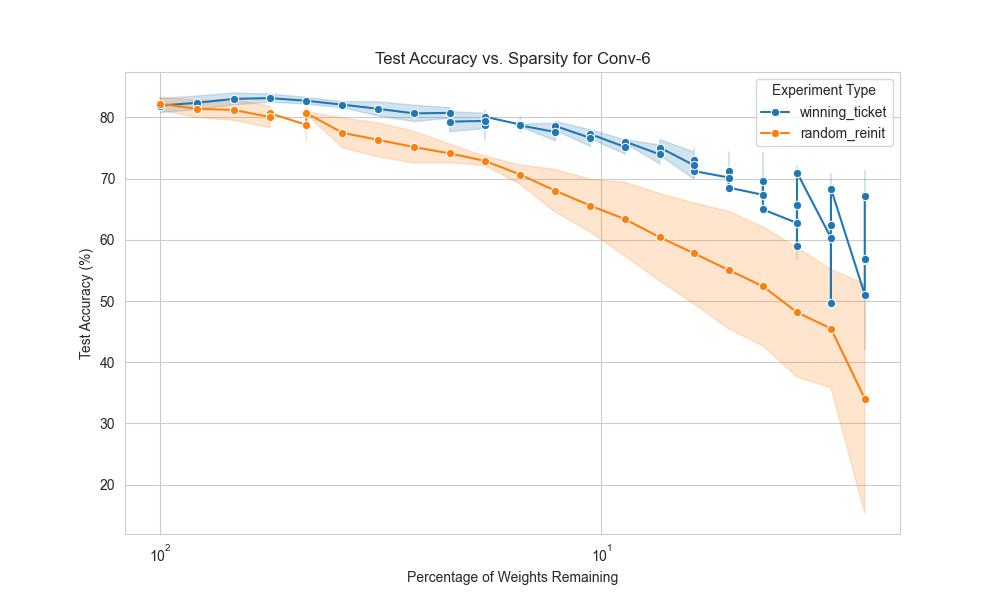 Test Accuracy vs. Sparsity for Conv-6
Experiment Type
winning_ticket
random_reinit
Test Accuracy (%)
80
70
60
50
40
30
20
10²
10¹
Percentage of Weights Remaining